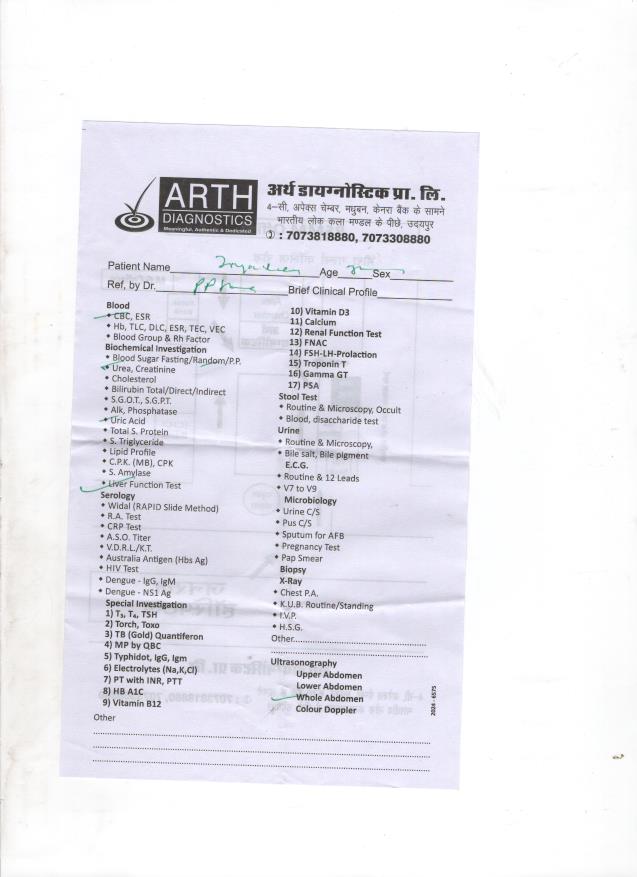 ARTH
DIAGNOSTICS
Meaningful, Authentic & Dedicated
अर्थ डायग्नोस्टिक प्रा. लि.
4-सी, अपेक्स चेम्बर, मधुबन, केनरा बैंक के सामने
भारतीय लोक कला मण्डल के पीछे, उदयपुर
: 7073818880, 7073308880
Patient Name Age Sex
Ref, by Dr. Brief Clinical Profile
Blood
CBC, ESR
Hb, TLC, DLC, ESR, TEC, VEC
Blood Group & Rh Factor
Biochemical Investigation
Blood Sugar Fasting/Random/P.P.
Urea, Creatinine
Cholesterol
Bilirubin Total/Direct/Indirect
S.G.O.T., S.G.P.T.
Alk, Phosphatase
Uric Acid
Total S. Protein
S. Triglyceride
Lipid Profile
C.P.K. (MB), CPK
S. Amylase
Liver Function Test
Serology
Widal (RAPID Slide Method)
R.A. Test
CRP Test
A.S.O. Titer
V.D.R.L./K.T.
Australia Antigen (Hbs Ag)
HIV Test
Dengue - IgG, IgM
Dengue - NS1 Ag
Special Investigation
1) T₃, T₄, TSH
2) Torch, Toxo
3) TB (Gold) Quantiferon
4) MP by QBC
5) Typhidot, IgG, Igm
6) Electrolytes (Na,K,Cl)
7) PT with INR, PTT
8) HB A1C
9) Vitamin B12
10) Vitamin D3
11) Calcium
12) Renal Function Test
13) FNAC
14) FSH-LH-Prolaction
15) Troponin T
16) Gamma GT
17) PSA
Stool Test
Routine & Microscopy, Occult
Blood, disaccharide test
Urine
Routine & Microscopy,
Bile salt, Bile pigment
E.C.G.
Routine & 12 Leads
V7 to V9
Microbiology
Urine C/S
Pus C/S
Sputum for AFB
Pregnancy Test
Pap Smear
Biopsy
X-Ray
Chest P.A.
K.U.B. Routine/Standing
I.V.P.
H.S.G.
Other
Ultrasonography
Upper Abdomen
Lower Abdomen
Whole Abdomen
Colour Doppler
2024 - 6575
Other